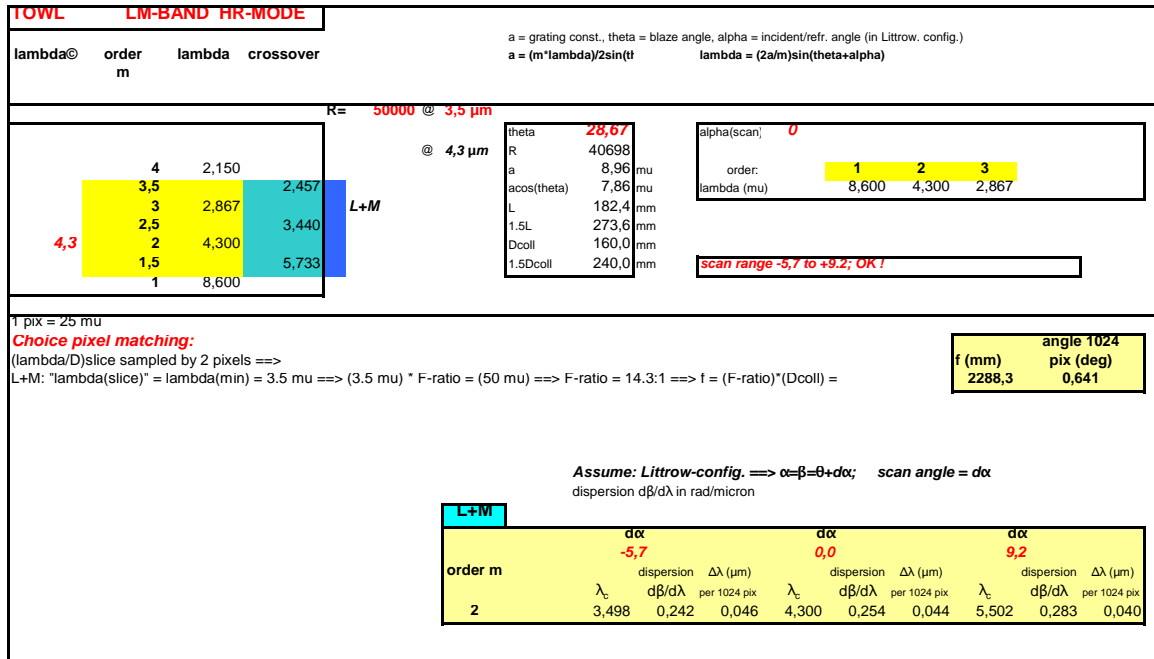 TOWL LM-BAND HR-MODE
a = grating const., theta = blaze angle, alpha = incident/refr. angle (in Littrow. config.)
lambda© order lambda crossover a = (m*lambda)/2sin(th lambda = (2a/m)sin(theta+alpha)
m
R= 50000 @ 3,5 µm
theta 28,67 alpha(scan) 0
@ 4,3 µm R 40698
4 2,150 a 8,96 mu order: 1 2 3
3,5 2,457 acos(theta) 7,86 mu lambda (mu) 8,600 4,300 2,867
3 2,867 L+M L 182,4 mm
2,5 3,440 1.5L 273,6 mm
4,3 2 4,300 Dcoll 160,0 mm
1,5 5,733 1.5Dcoll 240,0 mm scan range -5,7 to +9.2; OK !
1 8,600
1 pix = 25 mu
Choice pixel matching: angle 1024
(lambda/D)slice sampled by 2 pixels ==> f (mm) pix (deg)
L+M: "lambda(slice)" = lambda(min) = 3.5 mu ==> (3.5 mu) * F-ratio = (50 mu) ==> F-ratio = 14.3:1 ==> f = (F-ratio)*(Dcoll) = 2288,3 0,641
Assume: Littrow-config. ==> α=β=θ+dα; scan angle = dα
dispersion dβ/dλ in rad/micron
L+M
dα dα dα
-5,7 0,0 9,2
order m dispersion Δλ (µm) dispersion Δλ (µm) dispersion Δλ (µm)
λc dβ/dλ per 1024 pix λc dβ/dλ per 1024 pix λc dβ/dλ per 1024 pix
2 3,498 0,242 0,046 4,300 0,254 0,044 5,502 0,283 0,040